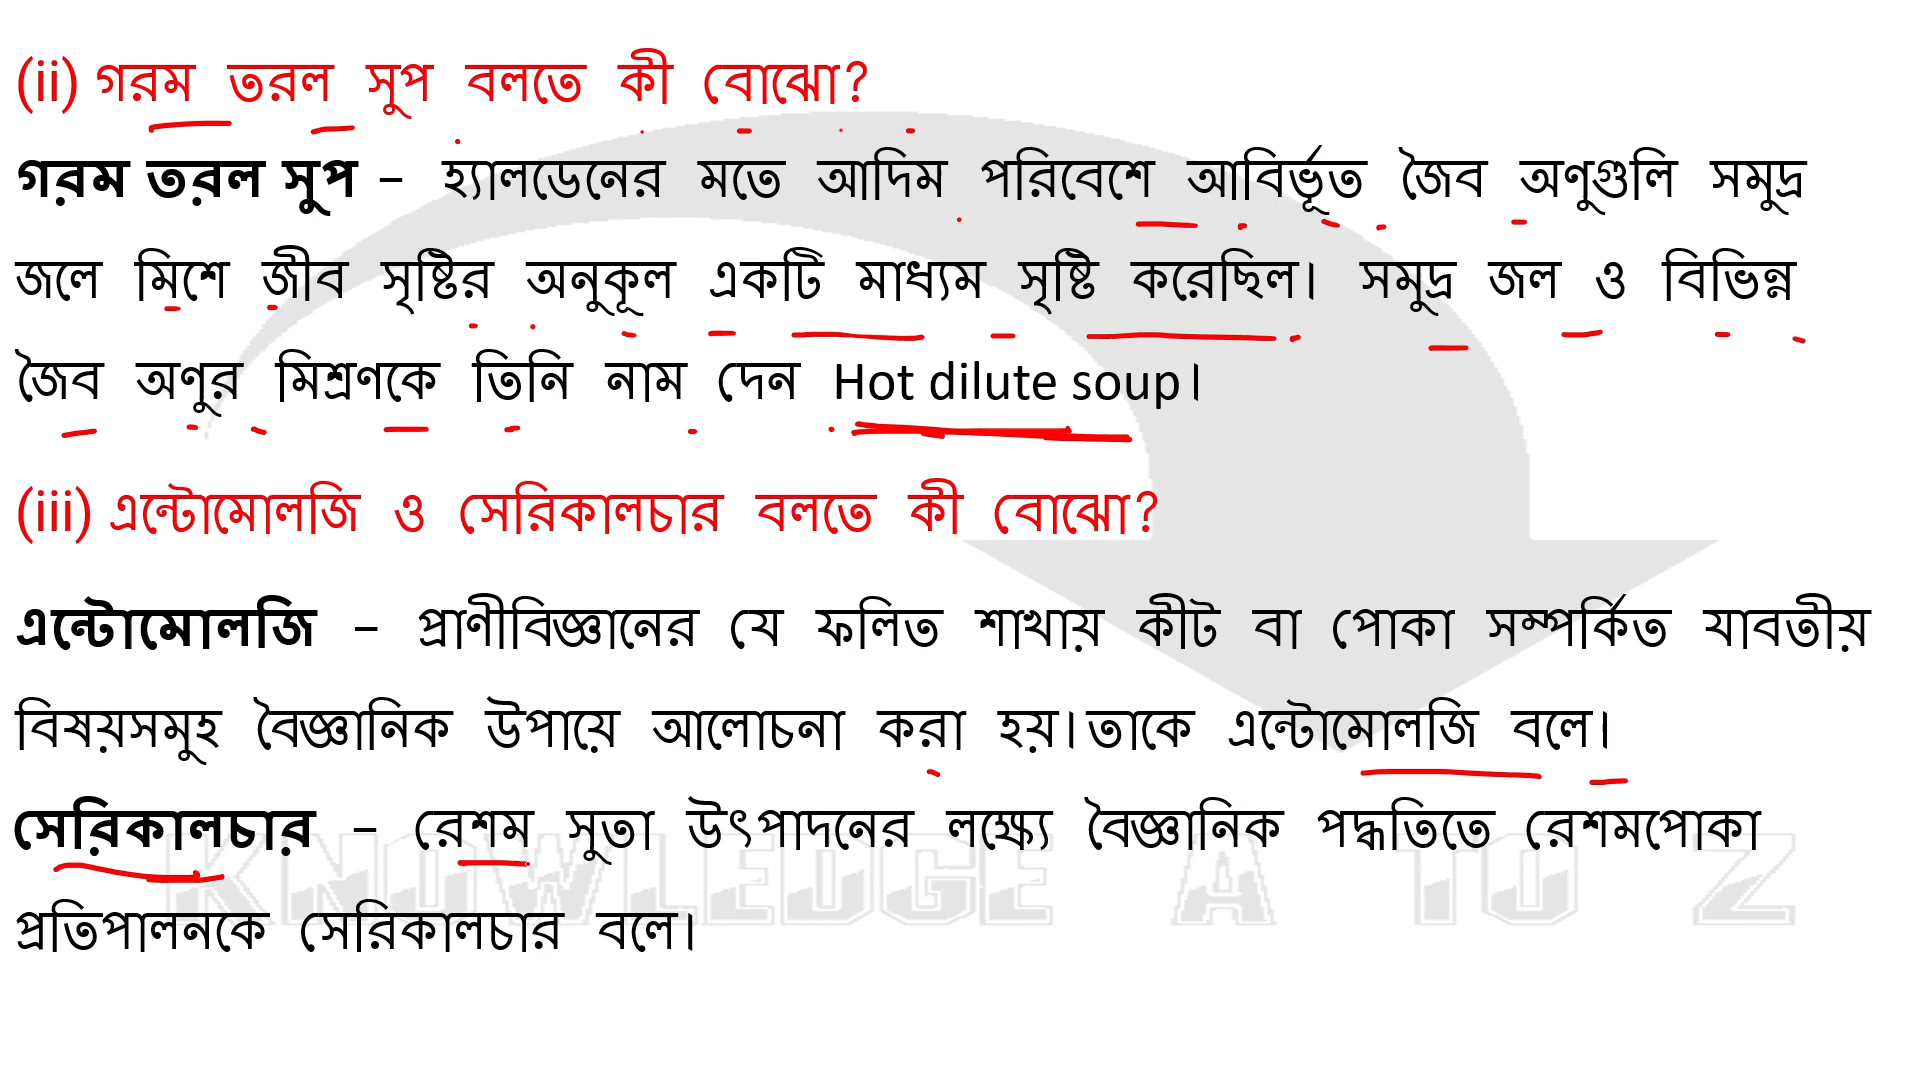 (ii) গরম তরল সুপ বলতে কী বোঝো?
গরম তরল সুপ – হ্যালডেনের মতে আদিম পরিবেশে আবির্ভূত জৈব অণুগুলি সমুদ্র
জলে মিশে জীব সৃষ্টির অনুকূল একটি মাধ্যম সৃষ্টি করেছিল। সমুদ্র জল ও বিভিন্ন
জৈব অণুর মিশ্রণকে তিনি নাম দেন Hot dilute soup।
(iii) এন্টোমোলজি ও সেরিকালচার বলতে কী বোঝো?
এন্টোমোলজি – প্রাণীবিজ্ঞানের যে ফলিত শাখায় কীট বা পোকা সম্পর্কিত যাবতীয়
বিষয়সমুহ বৈজ্ঞানিক উপায়ে আলোচনা করা হয়। তাকে এন্টোমোলজি বলে।
সেরিকালচার – রেশম সুতা উৎপাদনের লক্ষ্যে বৈজ্ঞানিক পদ্ধতিতে রেশমপোকা
KNOWLEDGE A TO Z
প্রতিপালনকে সেরিকালচার বলে।